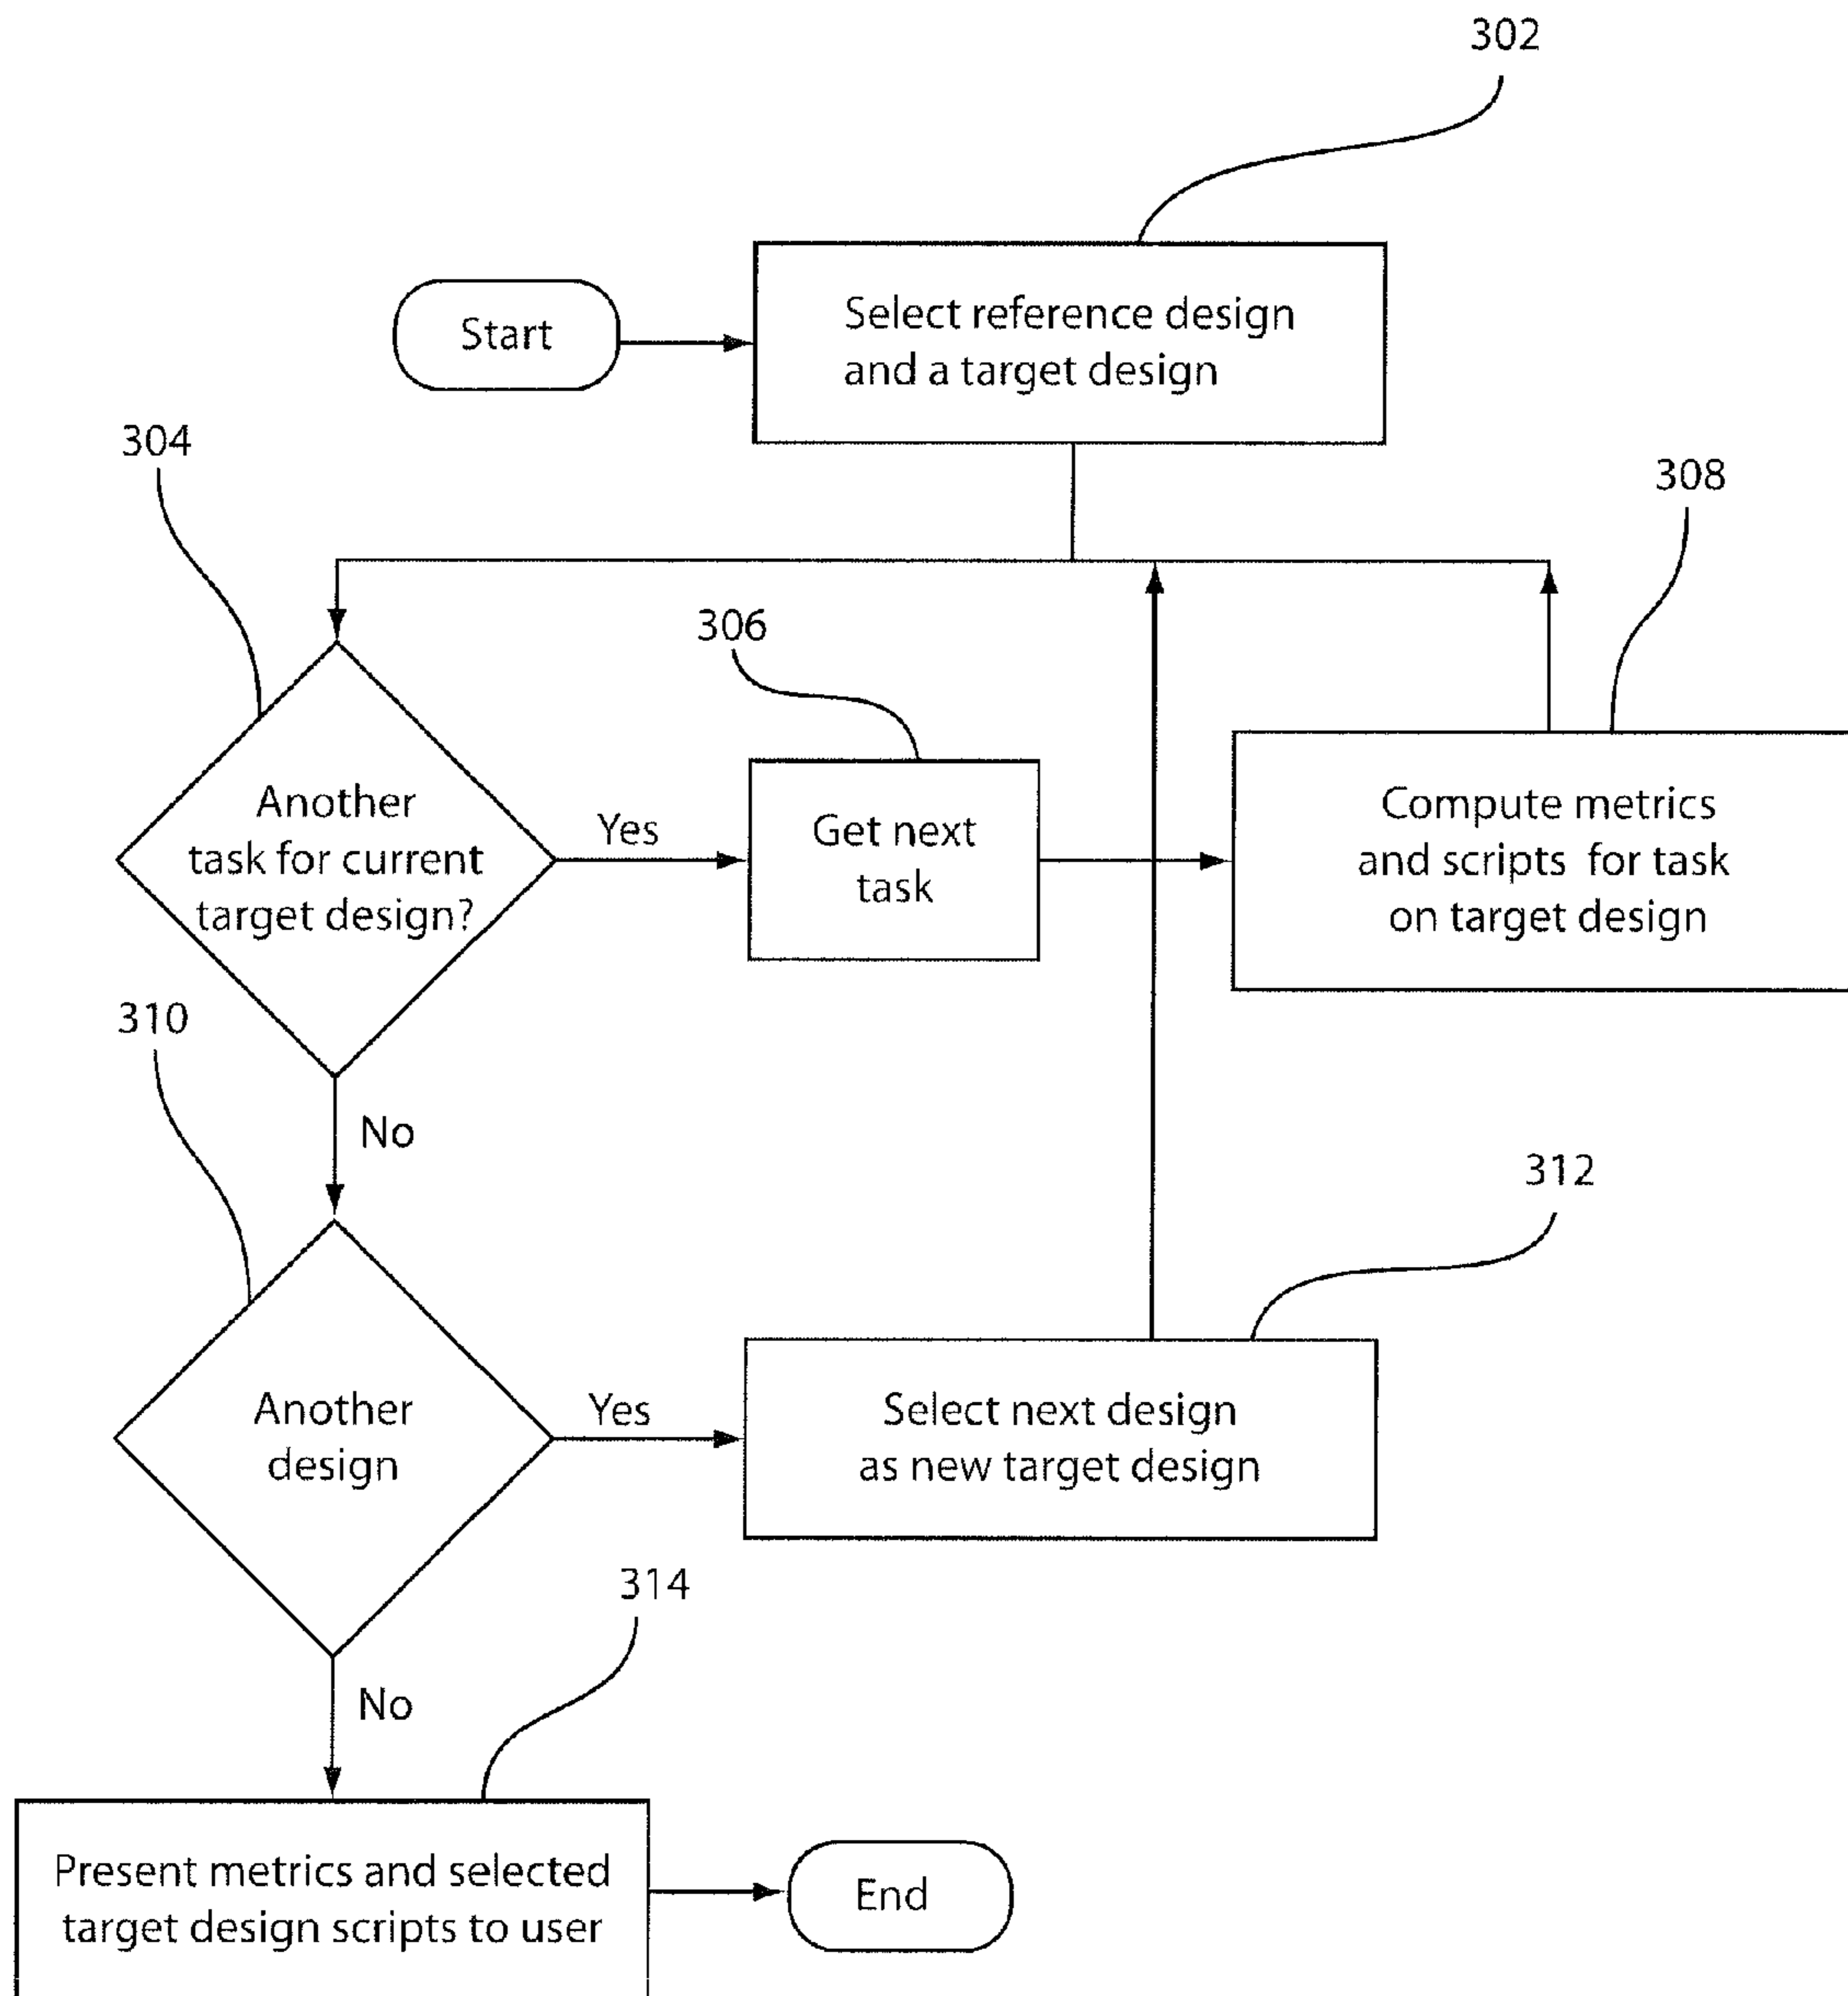 302
Start
Select reference design
and a target design
304
308
306
Another
task for current
target design?
Yes
Get next
task
Compute metrics
and scripts for task
on target design
310
No
312
Another
design
Yes
Select next design
as new target design
314
No
Present metrics and selected
target design scripts to user
End